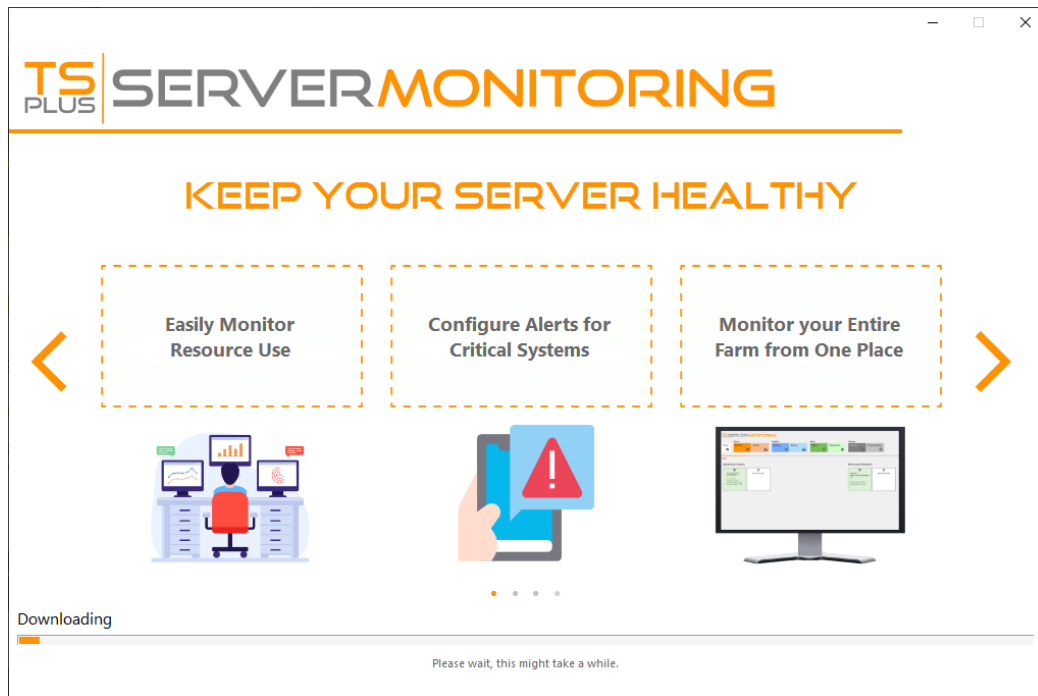 TS PLUS SERVERMONITORING
KEEP YOUR SERVER HEALTHY
Easily Monitor
Resource Use
Configure Alerts for
Critical Systems
Monitor your Entire
Farm from One Place
SERVERMONITORING
Downloading
Please wait, this might take a while.